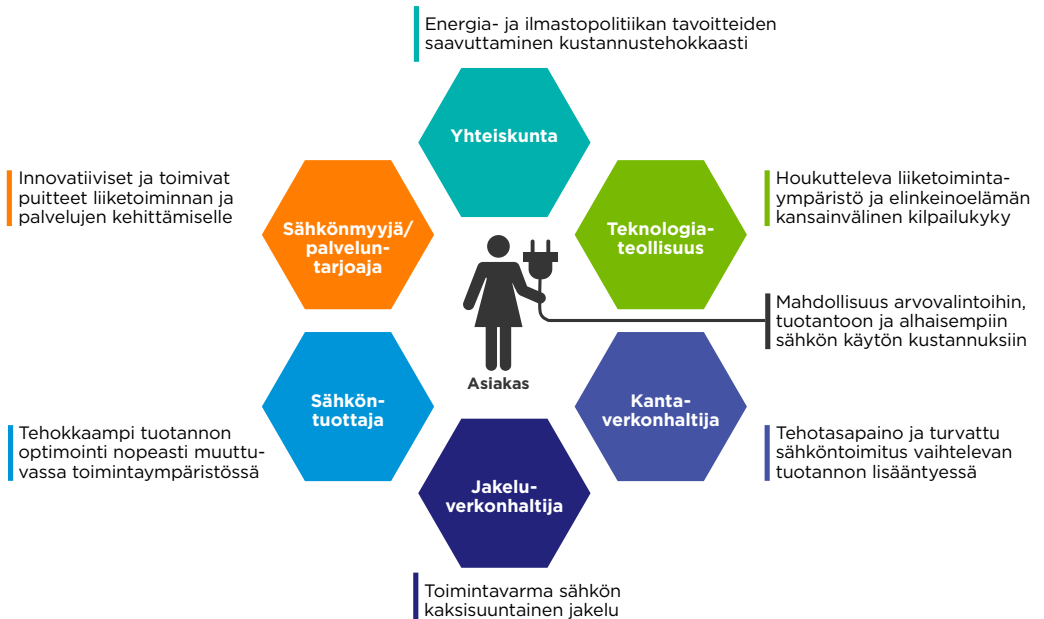 Energia- ja ilmastopolitiikan tavoitteiden
saavuttaminen kustannustehokkaasti
Yhteiskunta
Innovatiiviset ja toimivat
puitteet liiketoiminnan ja
palvelujen kehittämiselle
Sähkönmyyjä/
palvelun-
tarjoaja
Teknologia-
teollisuus
Houkutteleva liiketoiminta-
ympäristö ja elinkeinoelämän
kansainvälinen kilpailukyky
Mahdollisuus arvovalintoihin,
tuotantoon ja alhaisempiin
sähkön käytön kustannuksiin
Asiakas
Sähkön-
tuottaja
Kanta-
verkonhaltija
Tehokkaampi tuotannon
optimointi nopeasti muuttu-
vassa toimintaympäristössä
Tehotasapaino ja turvattu
sähköntoimitus vaihtelevan
tuotannon lisääntyessä
Jakelu-
verkonhaltija
Toimintavarma sähkön
kaksisuuntainen jakelu